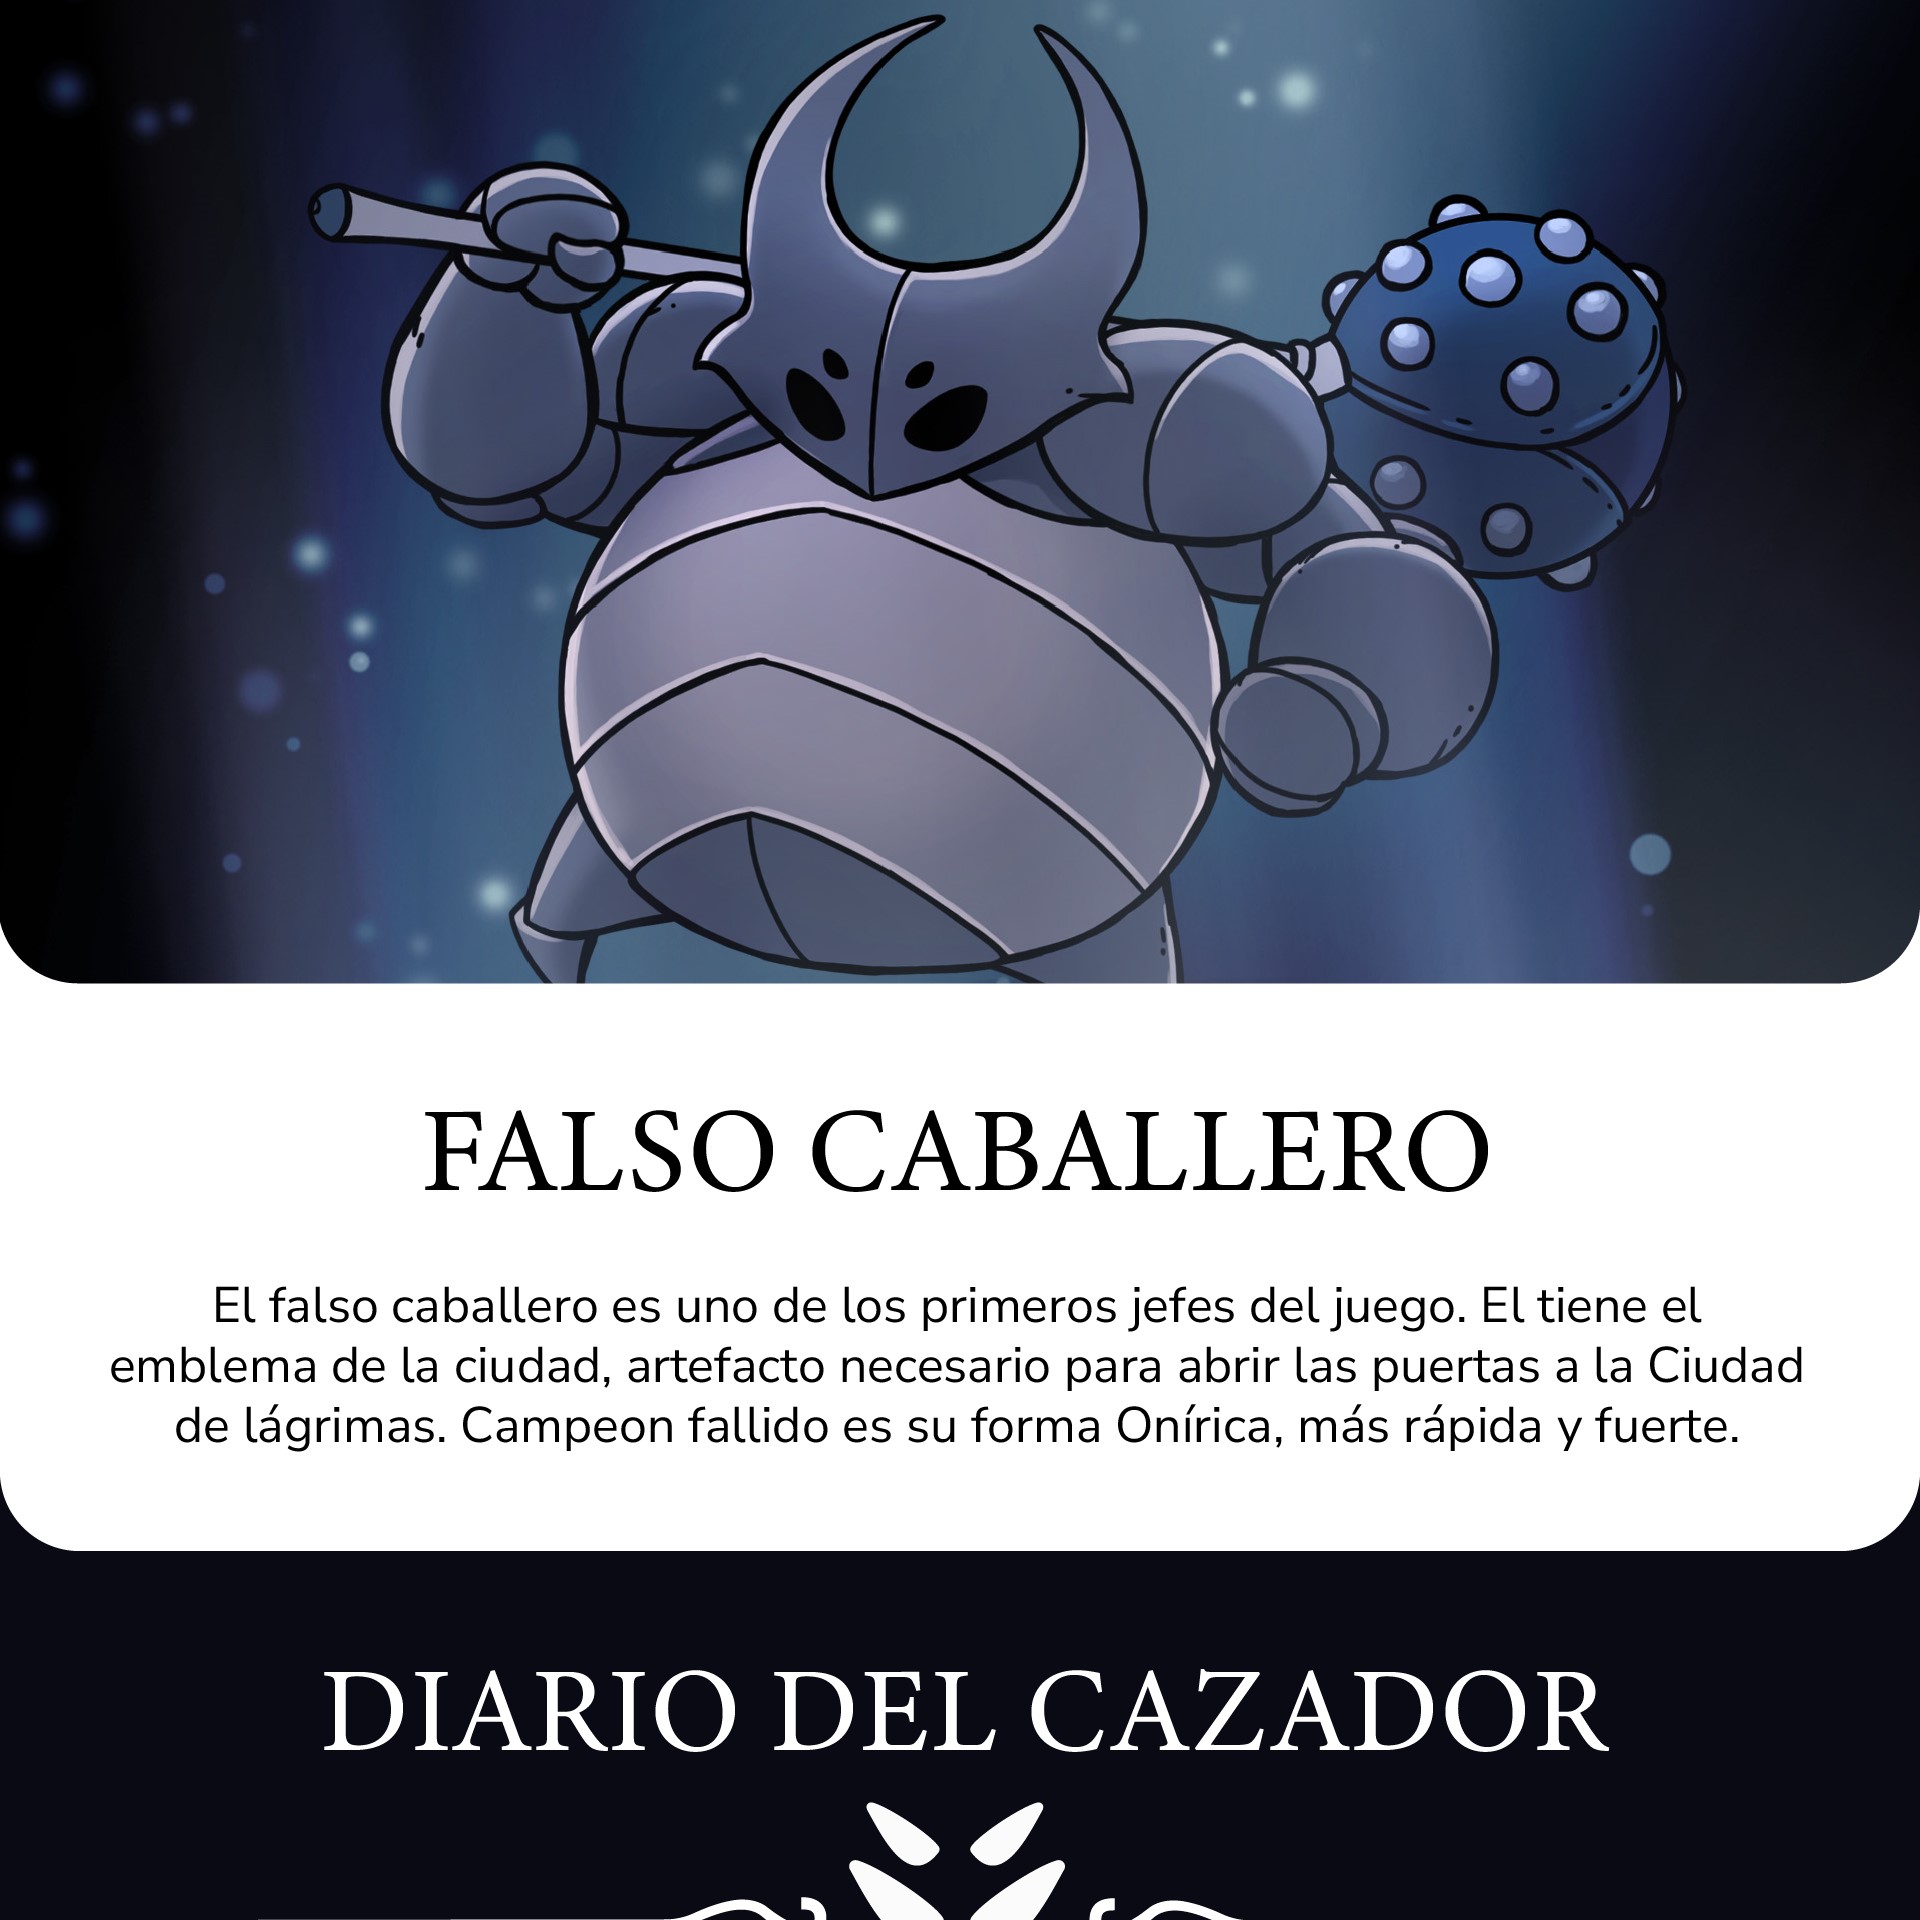 FALSO CABALLERO
El falso caballero es uno de los primeros jefes del juego. El tiene el
emblema de la ciudad, artefacto necesario para abrir las puertas a la Ciudad
de lágrimas. Campeon fallido es su forma Onírica, más rápida y fuerte.
DIARIO DEL CAZADOR